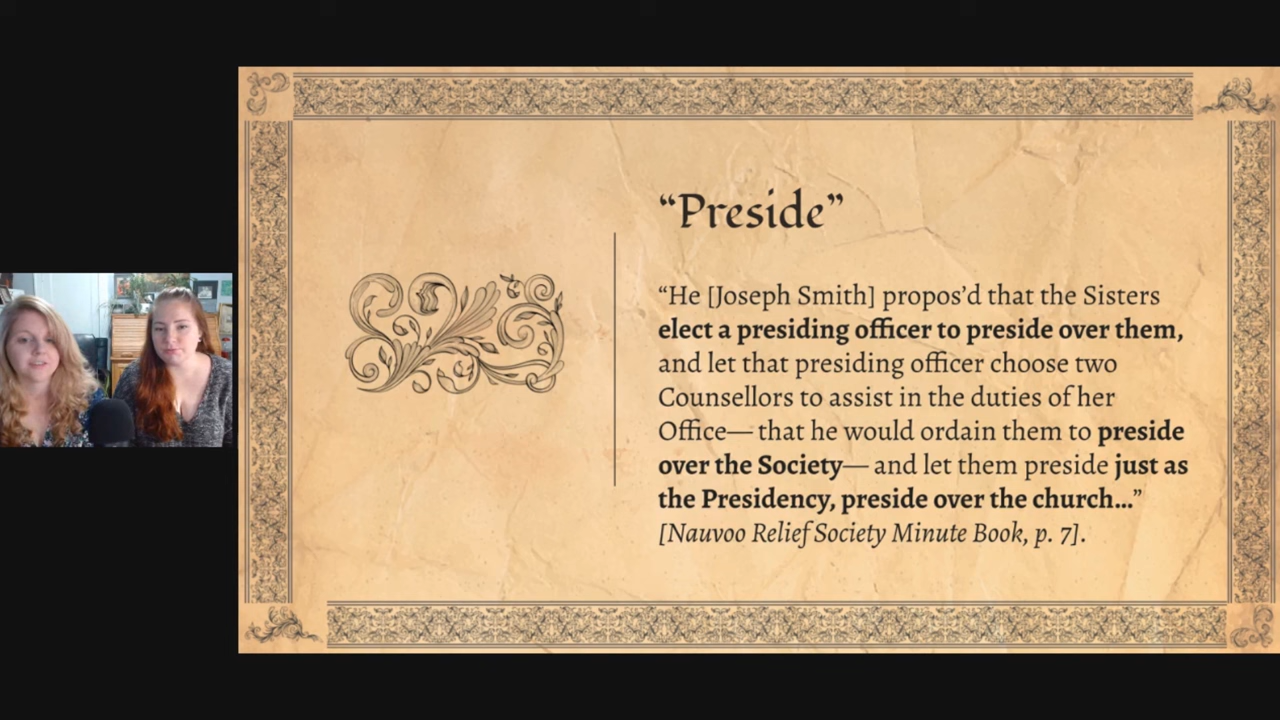 “Preside”
“He [Joseph Smith] propos’d that the Sisters
elect a presiding officer to preside over them,
and let that presiding officer choose two
Counsellors to assist in the duties of her
Office— that he would ordain them to preside
over the Society— and let them preside just as
the Presidency, preside over the church...”
[Nauvoo Relief Society Minute Book, p. 7].